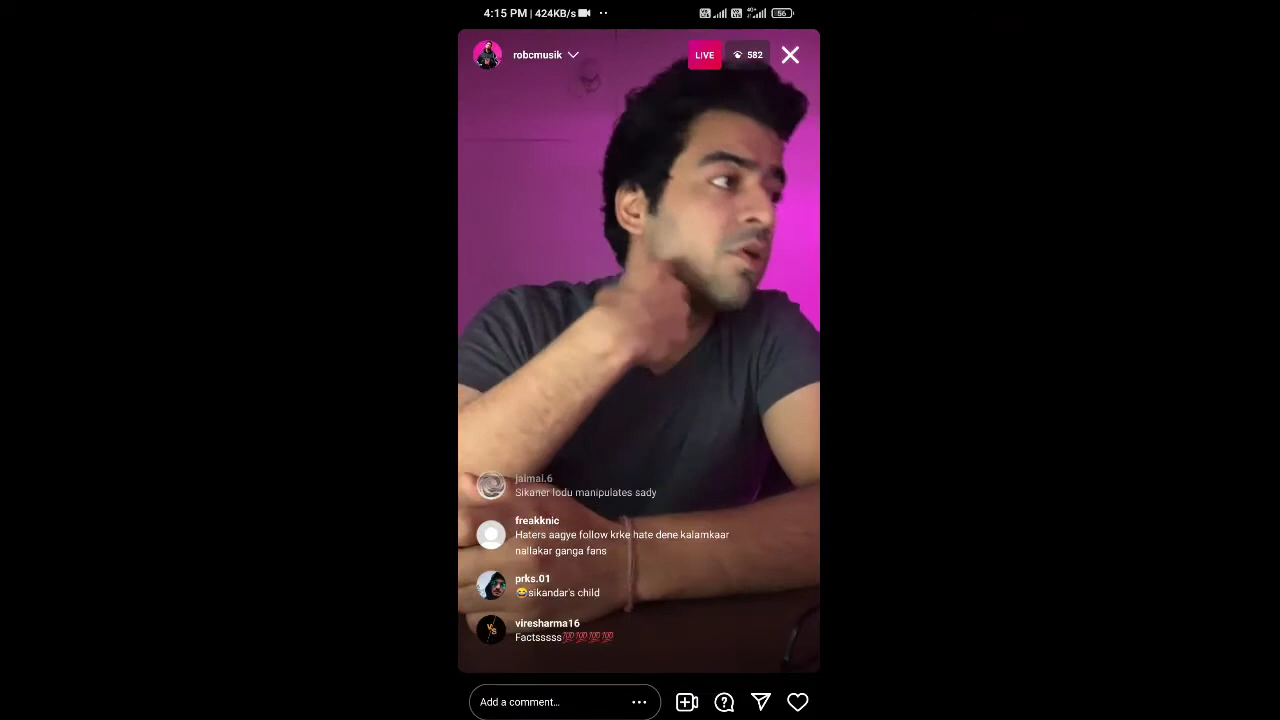 4:15 PM | 424KB/s
56
robcmusik
LIVE
582
jaimal.6
Sikaner lodu manipulates sady
freakknic
Haters aagye follow krke hate dene kalamkaar
nallakar ganga fans
prks.01
😂sikandar's child
viresharma16
Factsssss💯💯💯💯
Add a comment...